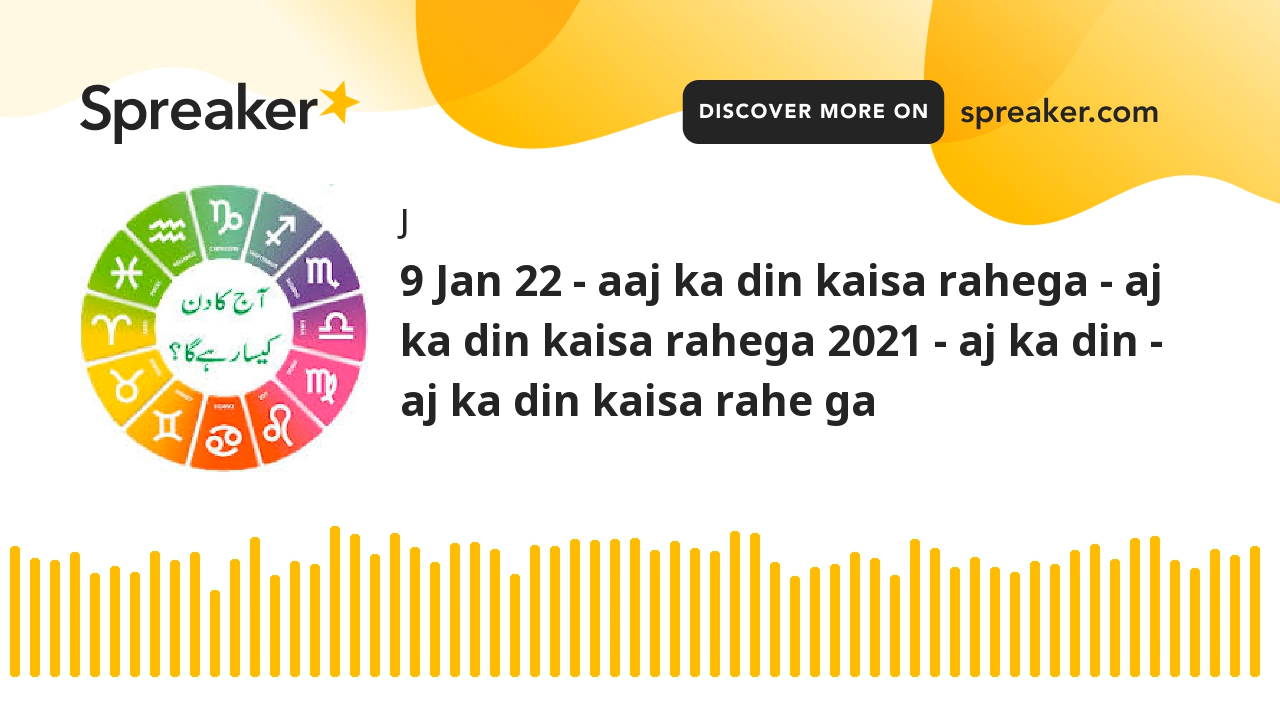 Spreaker
DISCOVER MORE ON spreaker.com
J
9 Jan 22 - aaj ka din kaisa rahega - aj
ka din kaisa rahega 2021 - aj ka din -
aj ka din kaisa rahe ga
آج کا دن
کیسا رہے گا؟